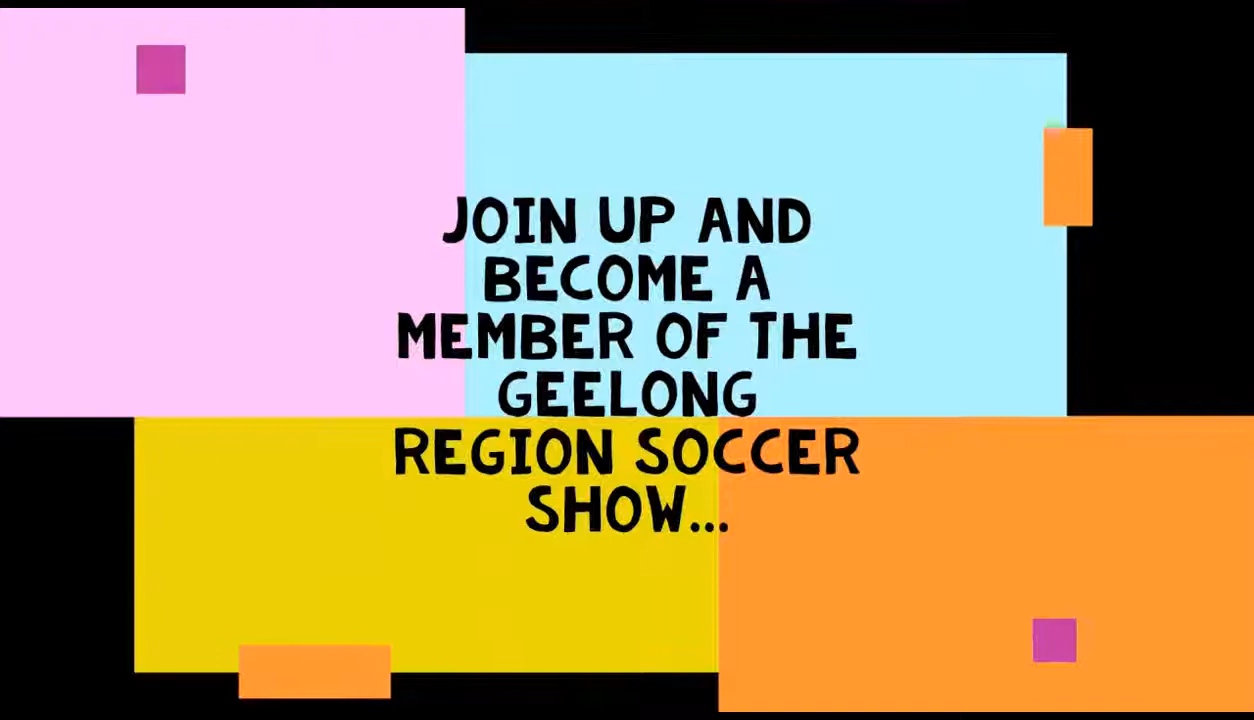 JOIN UP AND
BECOME A
MEMBER OF THE
GEELONG
REGION SOCCER
SHOW...